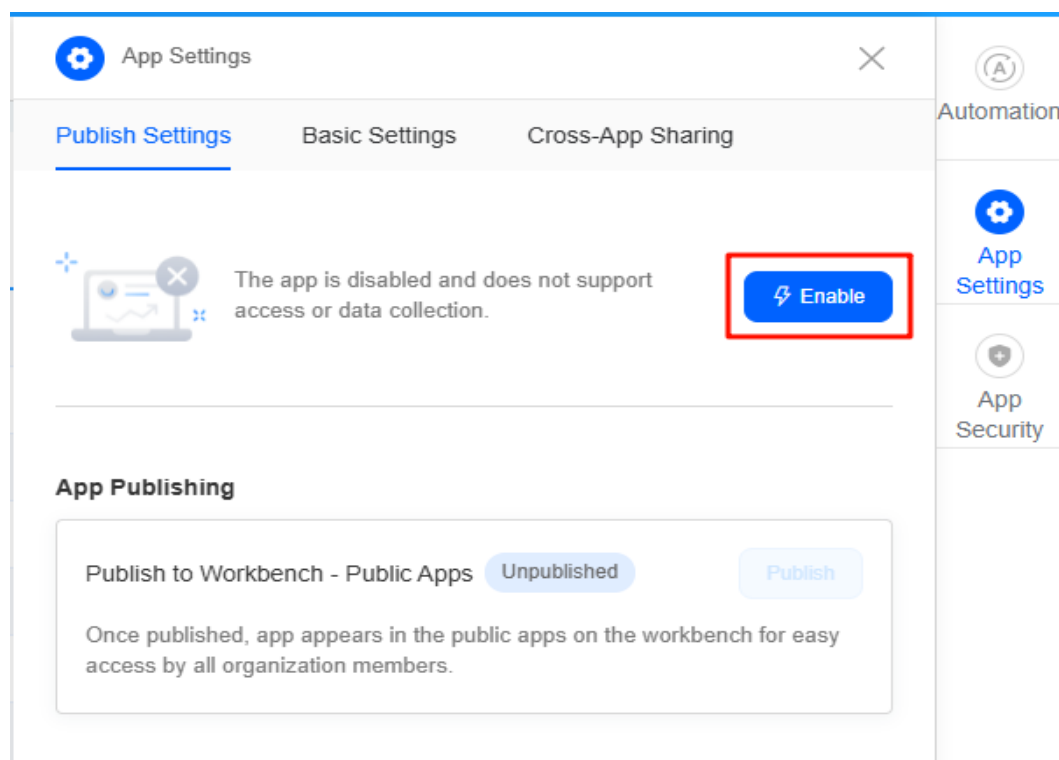 App Settings
Publish Settings
Basic Settings
Cross-App Sharing
The app is disabled and does not support
access or data collection.
Enable
App Publishing
Publish to Workbench - Public Apps
Unpublished
Publish
Once published, app appears in the public apps on the workbench for easy
access by all organization members.
A
Automation
App
Settings
App
Security